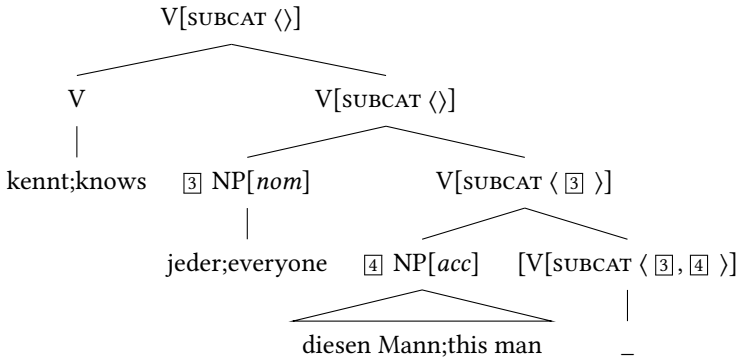 V[SUBCAT ⟨⟩]
V V[SUBCAT ⟨⟩]
kennt;knows 3 NP[nom] V[SUBCAT ⟨ 3 ⟩]
jeder;everyone 4 NP[acc] [V[SUBCAT ⟨ 3 , 4 ⟩]
diesen Mann;this man _